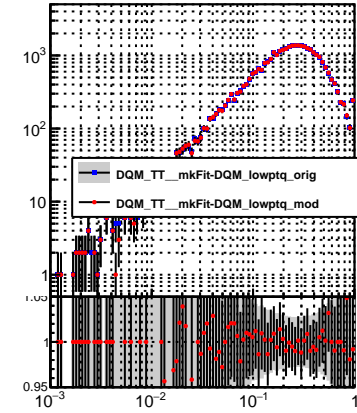 10³
10²
DQM_TT__mkFit-DQM_lowptq_orig
DQM_TT__mkFit-DQM_lowptq_mod
10
1
1.05
1
0.95
10⁻³ 10⁻² 10⁻¹ 1